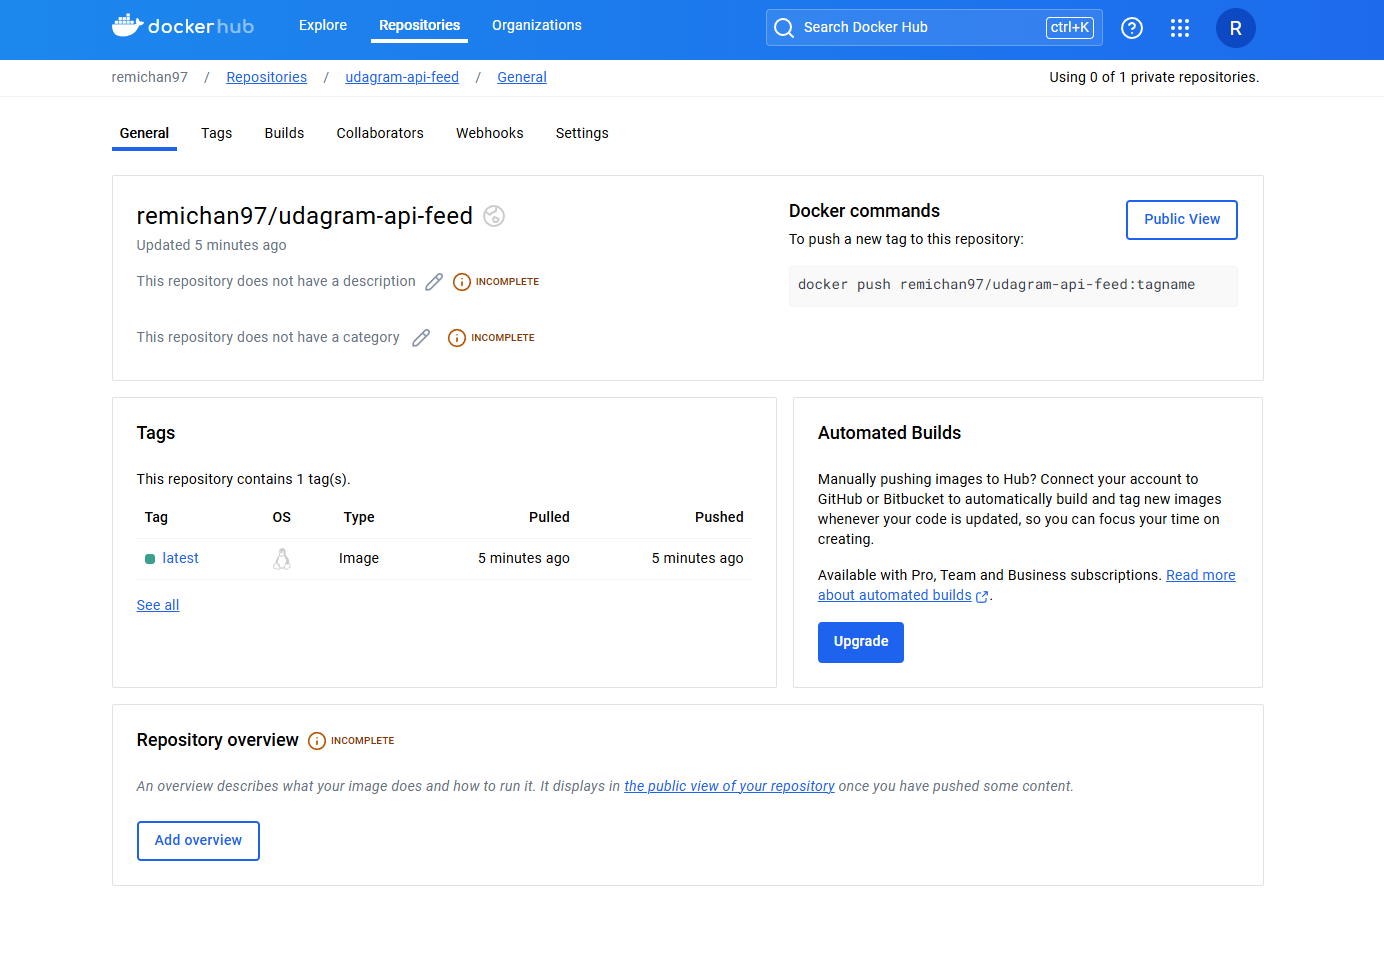 dockerhub Explore Repositories Organizations Search Docker Hub ctrl+K ? R
remichan97 / Repositories / udagram-api-feed / General Using 0 of 1 private repositories.
General Tags Builds Collaborators Webhooks Settings
remichan97/udagram-api-feed
Updated 5 minutes ago
This repository does not have a description INCOMPLETE
This repository does not have a category INCOMPLETE
Docker commands
Public View
To push a new tag to this repository:
docker push remichan97/udagram-api-feed:tagname
Tags
This repository contains 1 tag(s).
Tag OS Type Pulled Pushed
latest Image 5 minutes ago 5 minutes ago
See all
Automated Builds
Manually pushing images to Hub? Connect your account to
GitHub or Bitbucket to automatically build and tag new images
whenever your code is updated, so you can focus your time on
creating.
Available with Pro, Team and Business subscriptions. Read more
about automated builds .
Upgrade
Repository overview INCOMPLETE
An overview describes what your image does and how to run it. It displays in the public view of your repository once you have pushed some content.
Add overview